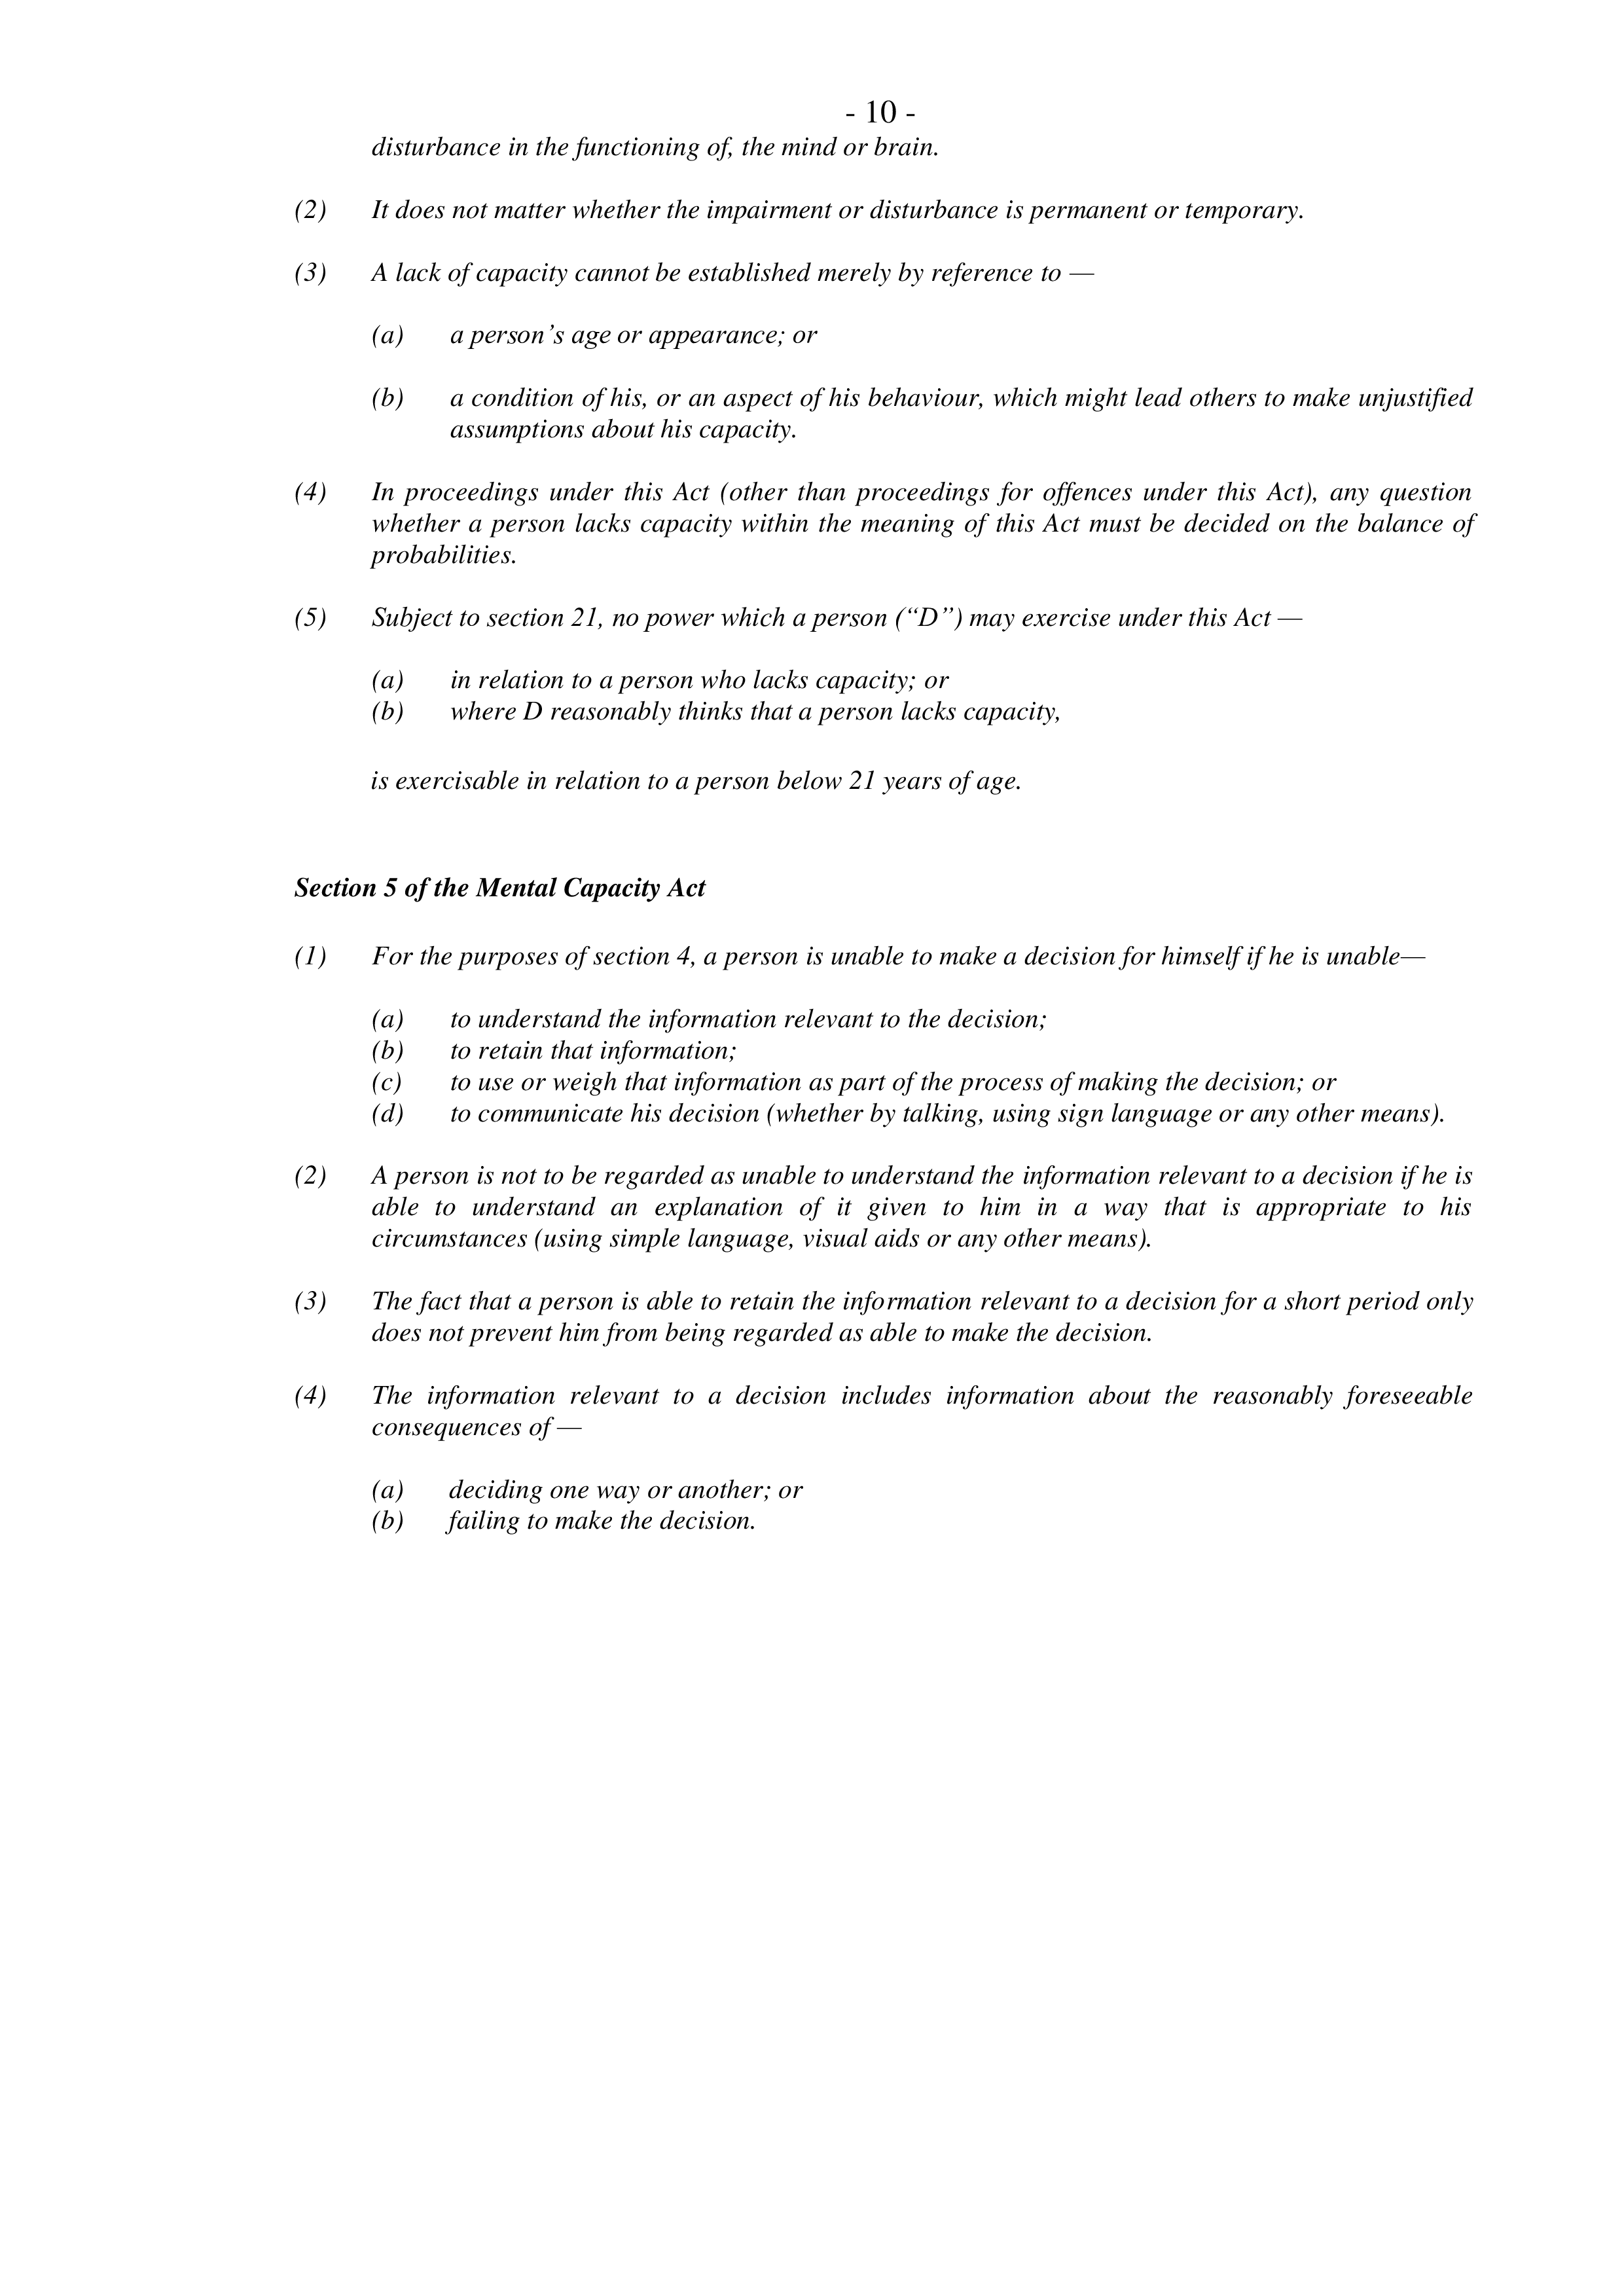 - 10 -
disturbance in the functioning of, the mind or brain.
(2) It does not matter whether the impairment or disturbance is permanent or temporary.
(3) A lack of capacity cannot be established merely by reference to —
(a) a person’s age or appearance; or
(b) a condition of his, or an aspect of his behaviour, which might lead others to make unjustified
assumptions about his capacity.
(4) In proceedings under this Act (other than proceedings for offences under this Act), any question
whether a person lacks capacity within the meaning of this Act must be decided on the balance of
probabilities.
(5) Subject to section 21, no power which a person (“D”) may exercise under this Act —
(a) in relation to a person who lacks capacity; or
(b) where D reasonably thinks that a person lacks capacity,
is exercisable in relation to a person below 21 years of age.
Section 5 of the Mental Capacity Act
(1) For the purposes of section 4, a person is unable to make a decision for himself if he is unable—
(a) to understand the information relevant to the decision;
(b) to retain that information;
(c) to use or weigh that information as part of the process of making the decision; or
(d) to communicate his decision (whether by talking, using sign language or any other means).
(2) A person is not to be regarded as unable to understand the information relevant to a decision if he is
able to understand an explanation of it given to him in a way that is appropriate to his
circumstances (using simple language, visual aids or any other means).
(3) The fact that a person is able to retain the information relevant to a decision for a short period only
does not prevent him from being regarded as able to make the decision.
(4) The information relevant to a decision includes information about the reasonably foreseeable
consequences of —
(a) deciding one way or another; or
(b) failing to make the decision.